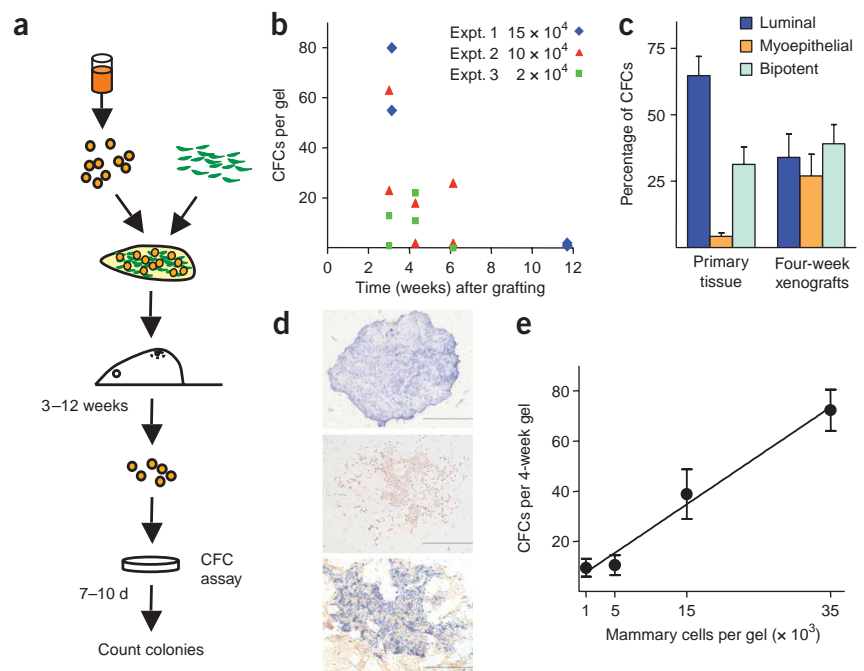 a
3–12 weeks
CFC
assay
7–10 d
Count colonies
b
Expt. 1 15 × 10⁴
Expt. 2 10 × 10⁴
Expt. 3 2 × 10⁴
CFCs per gel
80
60
40
20
0 2 4 6 8 10 12
Time (weeks) after grafting
c
Luminal
Myoepithelial
Bipotent
Percentage of CFCs
75
50
25
Primary
tissue
Four-week
xenografts
d
e
CFCs per 4-week gel
80
60
40
20
1 5 15 35
Mammary cells per gel (× 10³)